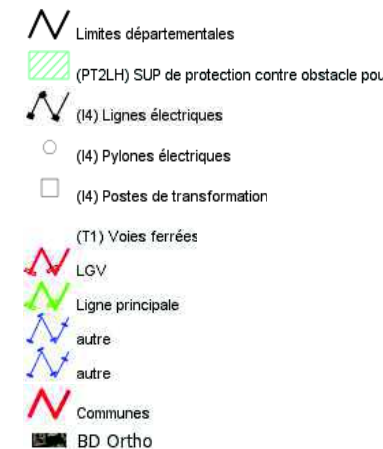 Limites départementales
(PT2LH) SUP de protection contre obstacle pou
(I4) Lignes électriques
(I4) Pylones électriques
(I4) Postes de transformation
(T1) Voies ferrées
LGV
Ligne principale
autre
autre
Communes
BD Ortho